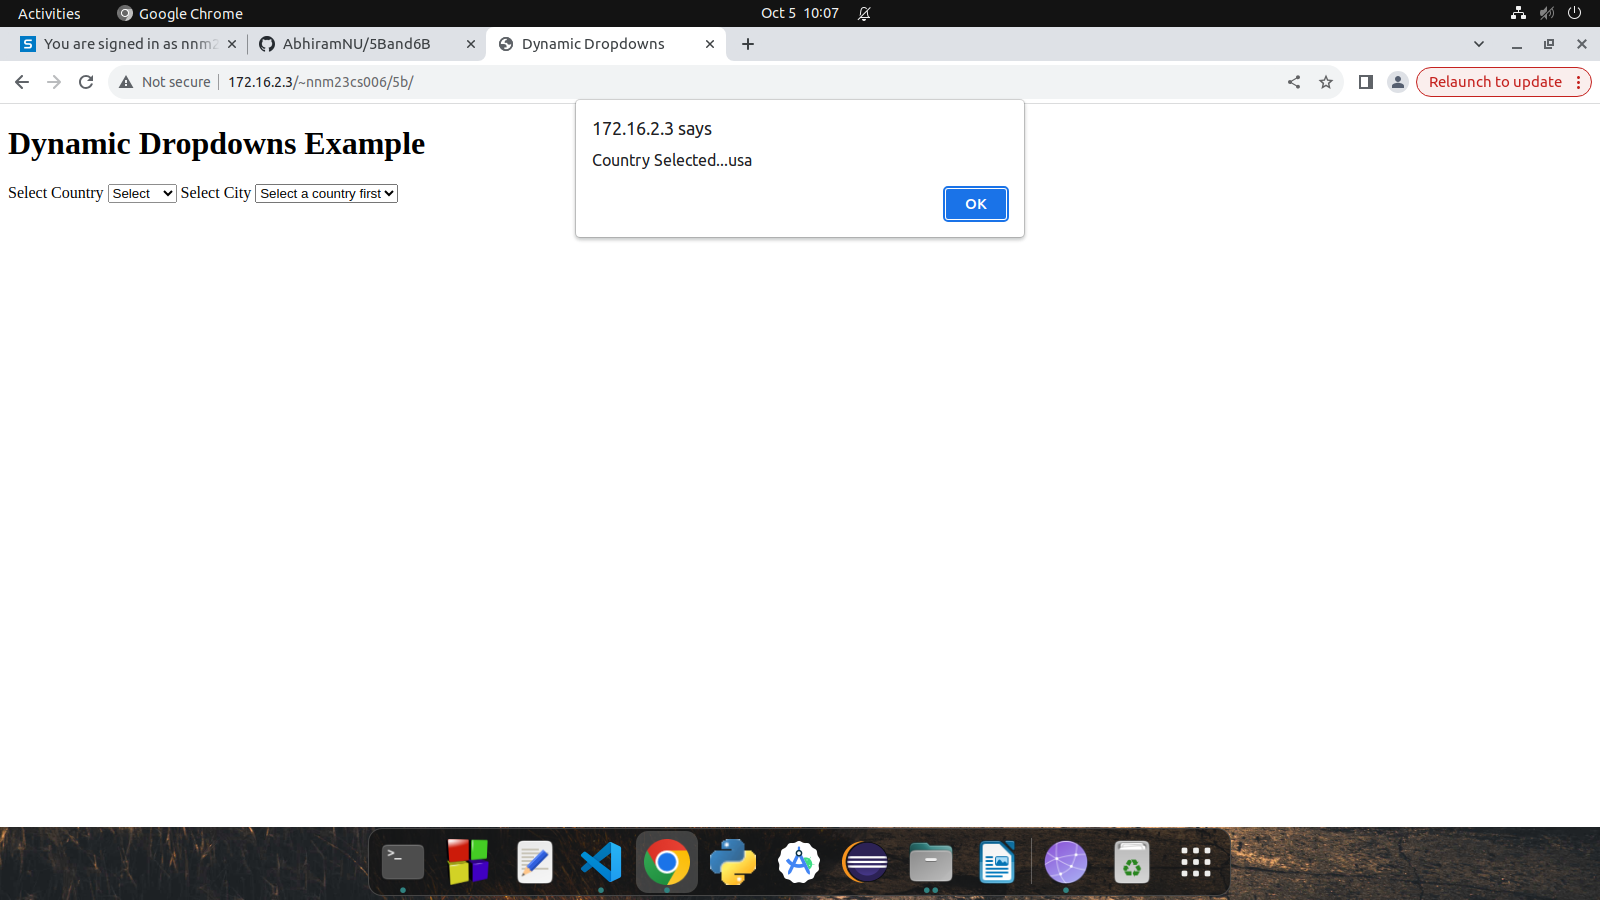 Activities
Google Chrome
Oct 5 10:07
You are signed in as nnm2
AbhiramNU/5Band6B
Dynamic Dropdowns
Not secure
172.16.2.3/~nnm23cs006/5b/
Relaunch to update
172.16.2.3 says
Country Selected...usa
OK
Dynamic Dropdowns Example
Select Country Select Select City Select a country first